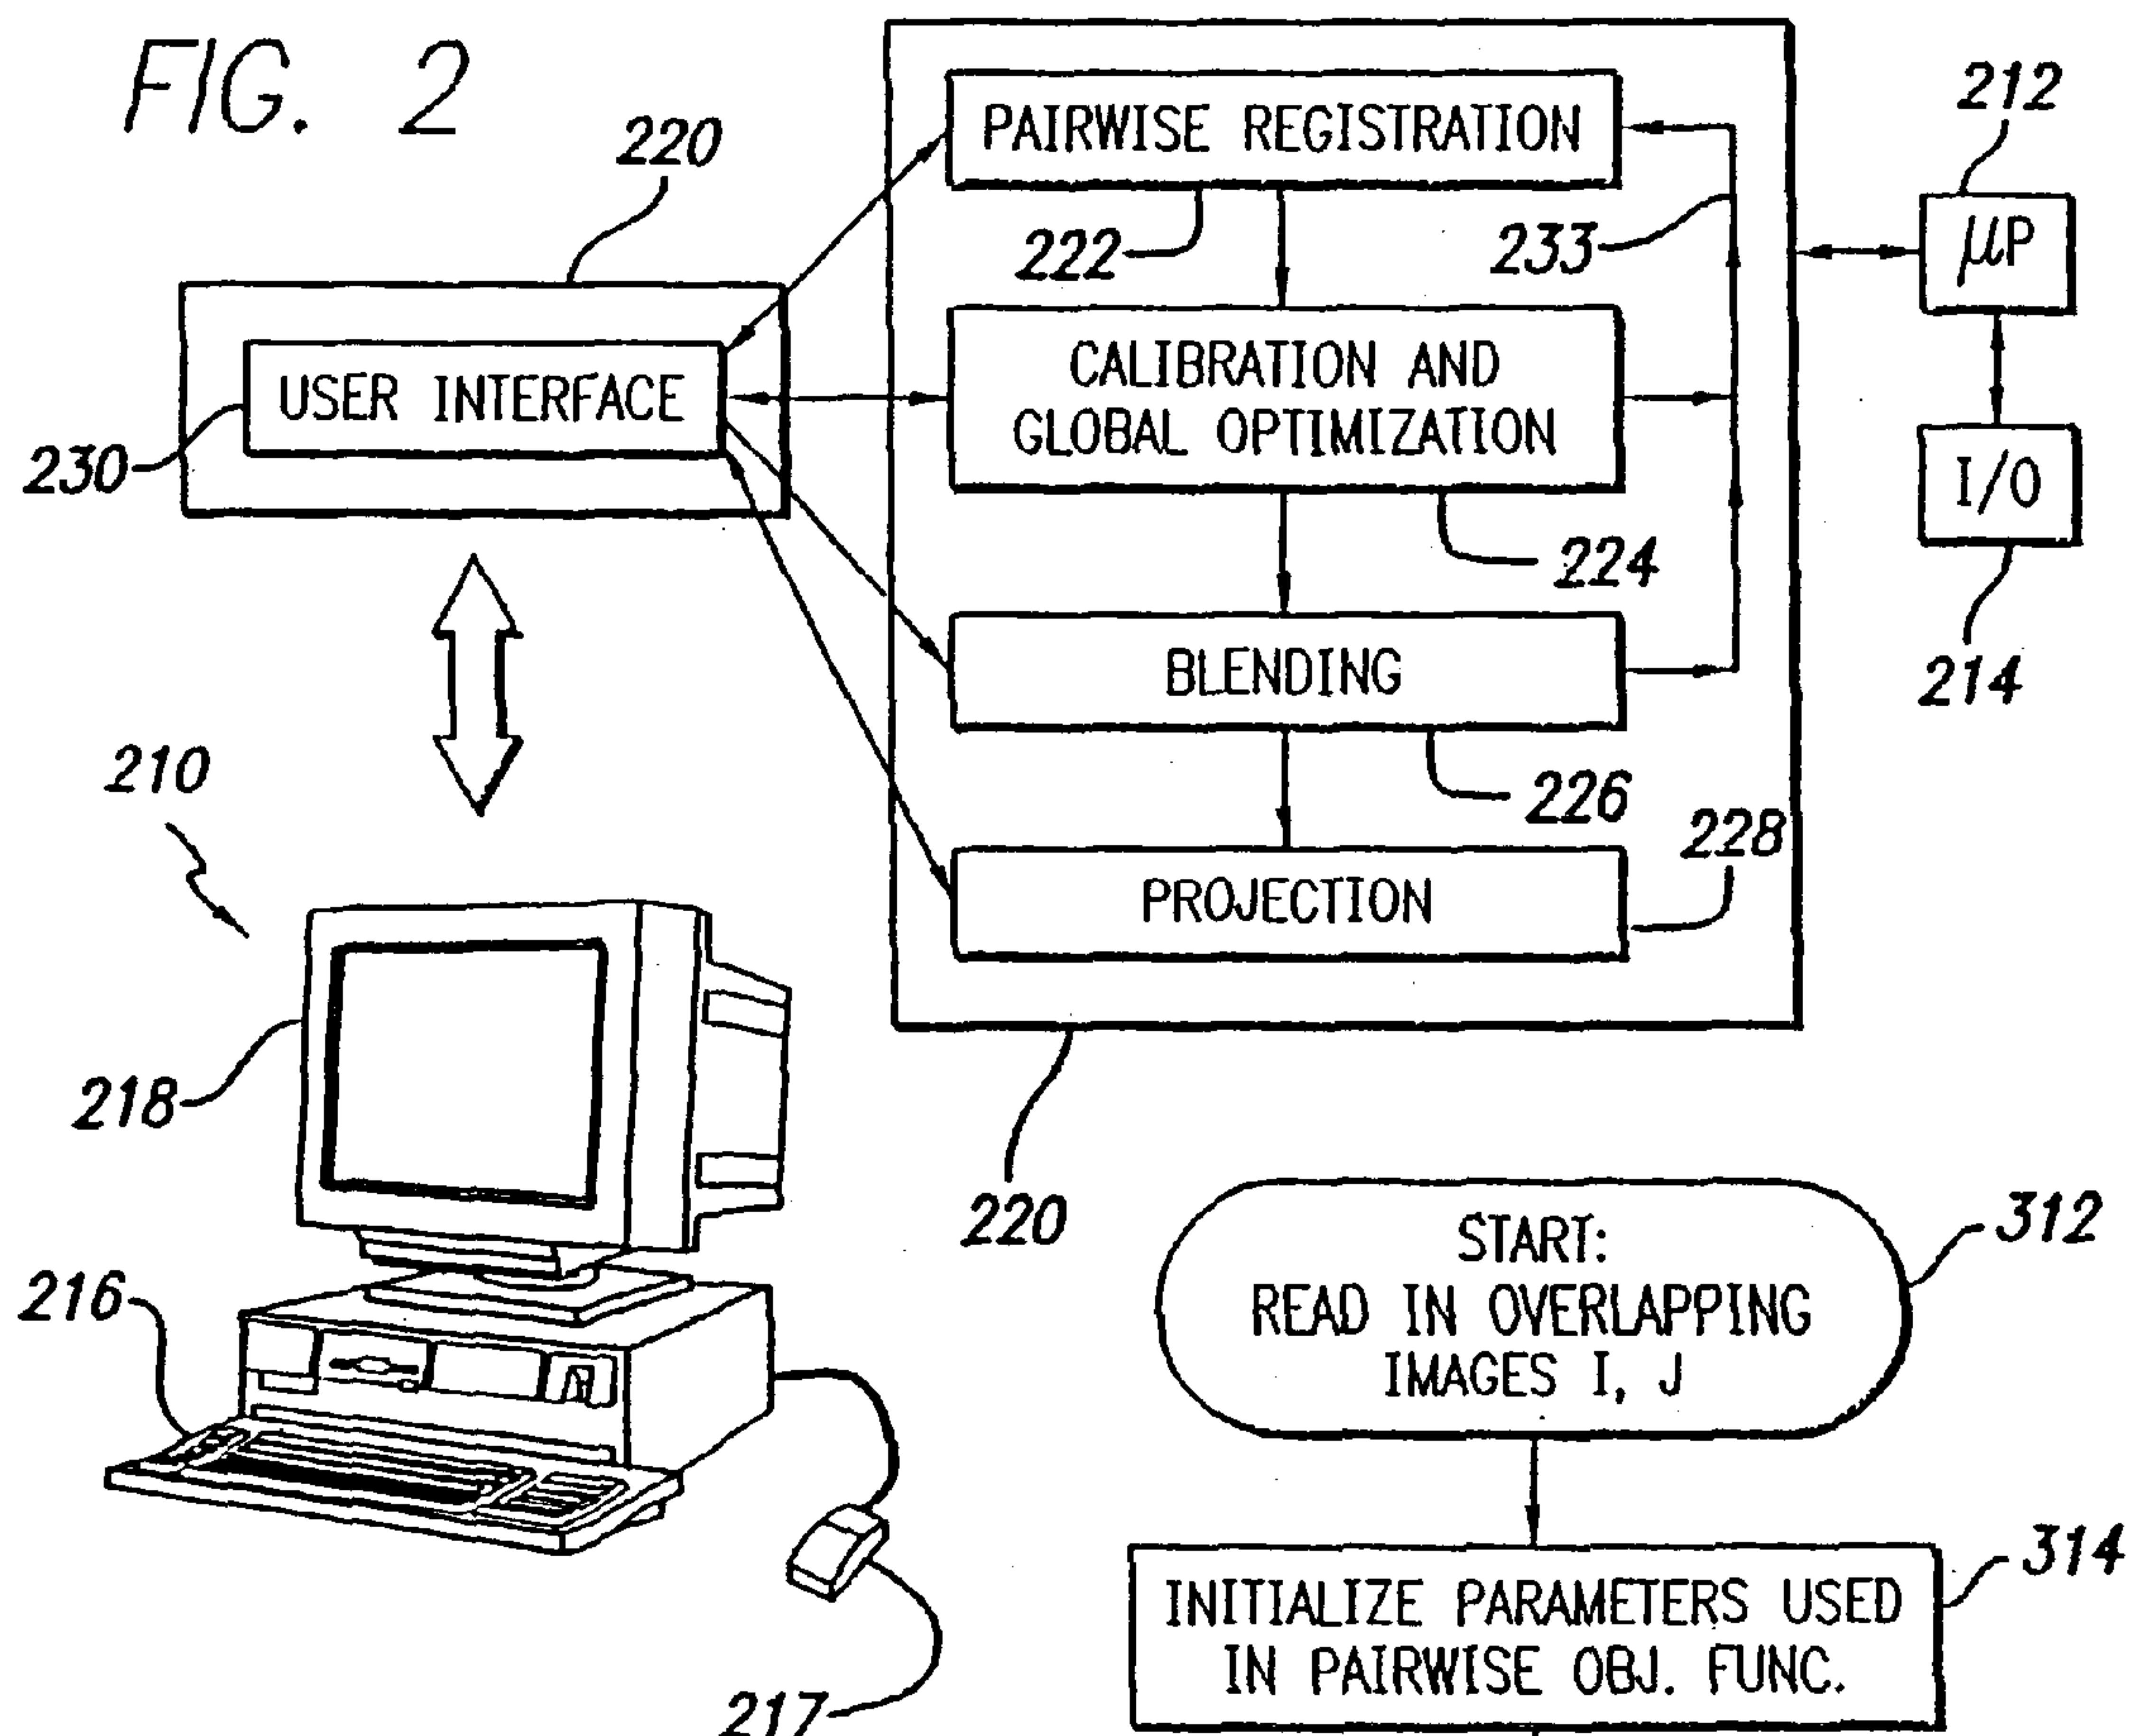 FIG. 2
220
PAIRWISE REGISTRATION
212
222
233
µP
USER INTERFACE
230
CALIBRATION AND
GLOBAL OPTIMIZATION
I/O
224
214
BLENDING
210
226
228
PROJECTION
218
220
216
START:
READ IN OVERLAPPING
IMAGES I, J
312
314
INITIALIZE PARAMETERS USED
IN PAIRWISE OBJ. FUNC.
217